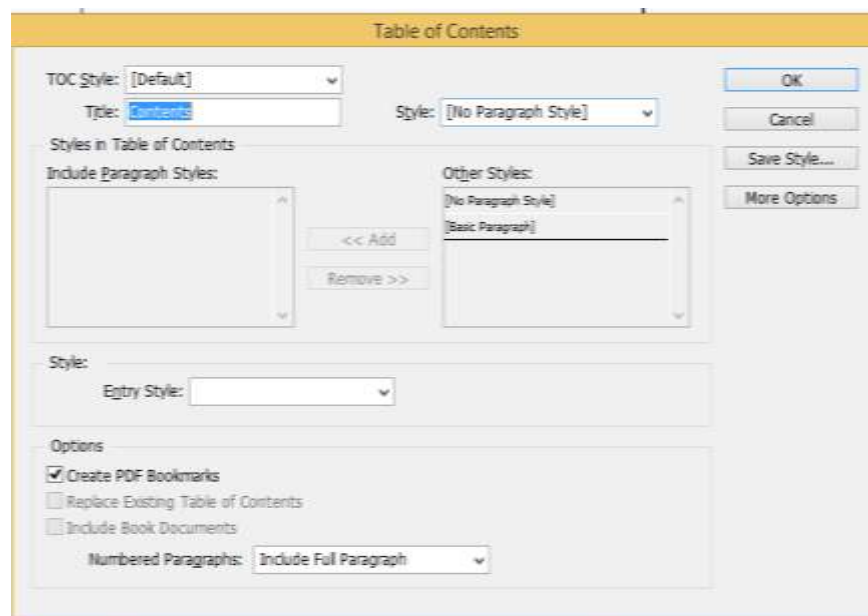 Table of Contents
TOC Style: [Default]
Title: Contents
Style: [No Paragraph Style]
OK
Cancel
Save Style...
More Options
Styles in Table of Contents
Include Paragraph Styles:
Other Styles:
[No Paragraph Style]
[Basic Paragraph]
<< Add
Remove >>
Style:
Entry Style:
Options
Create PDF Bookmarks
Replace Existing Table of Contents
Include Book Documents
Numbered Paragraphs: Include Full Paragraph